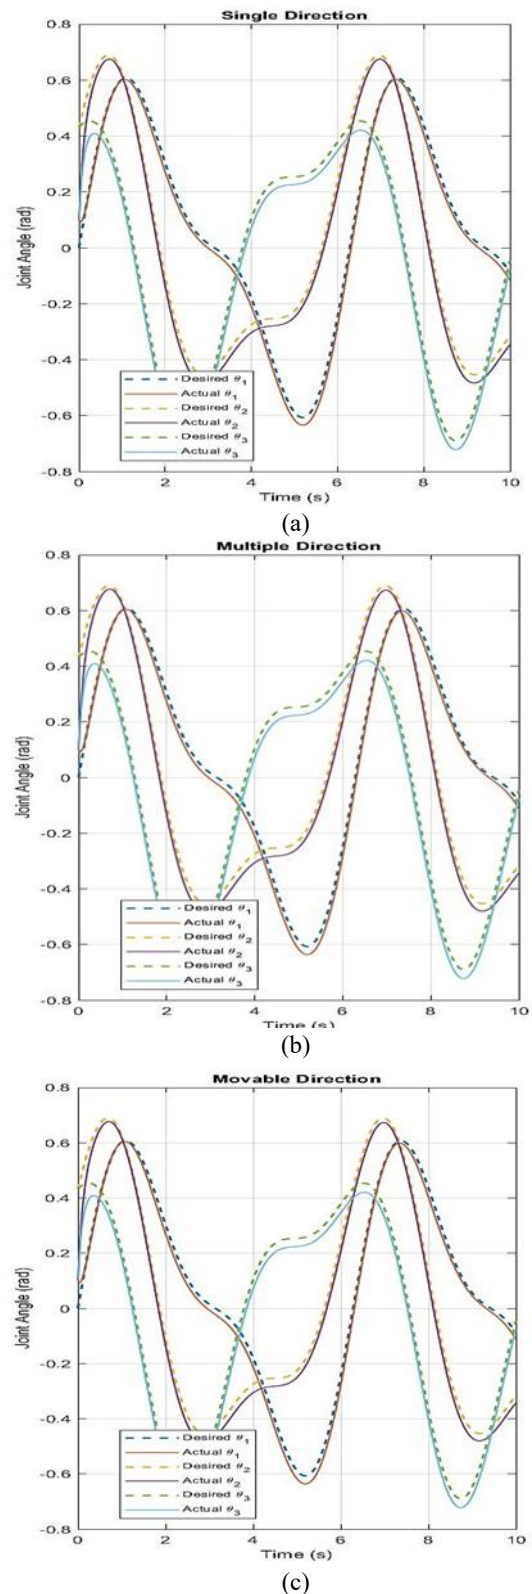 Single Direction
0.8
0.6
0.4
0.2
0
-0.2
-0.4
-0.6
-0.8
Joint Angle (rad)
Desired θ1
Actual θ1
Desired θ2
Actual θ2
Desired θ3
Actual θ3
0 2 4 6 8 10
Time (s)
(a)
Multiple Direction
0.8
0.6
0.4
0.2
0
-0.2
-0.4
-0.6
-0.8
Joint Angle (rad)
Desired θ1
Actual θ1
Desired θ2
Actual θ2
Desired θ3
Actual θ3
0 2 4 6 8 10
Time (s)
(b)
Movable Direction
0.8
0.6
0.4
0.2
0
-0.2
-0.4
-0.6
-0.8
Joint Angle (rad)
Desired θ1
Actual θ1
Desired θ2
Actual θ2
Desired θ3
Actual θ3
0 2 4 6 8 10
Time (s)
(c)